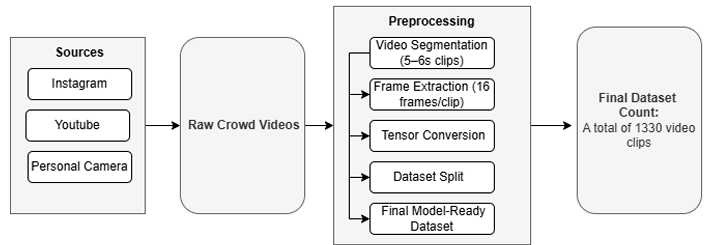 Sources
Instagram
Youtube
Personal Camera
Raw Crowd Videos
Preprocessing
Video Segmentation
(5–6s clips)
Frame Extraction (16
frames/clip)
Tensor Conversion
Dataset Split
Final Model-Ready
Dataset
Final Dataset
Count:
A total of 1330 video
clips